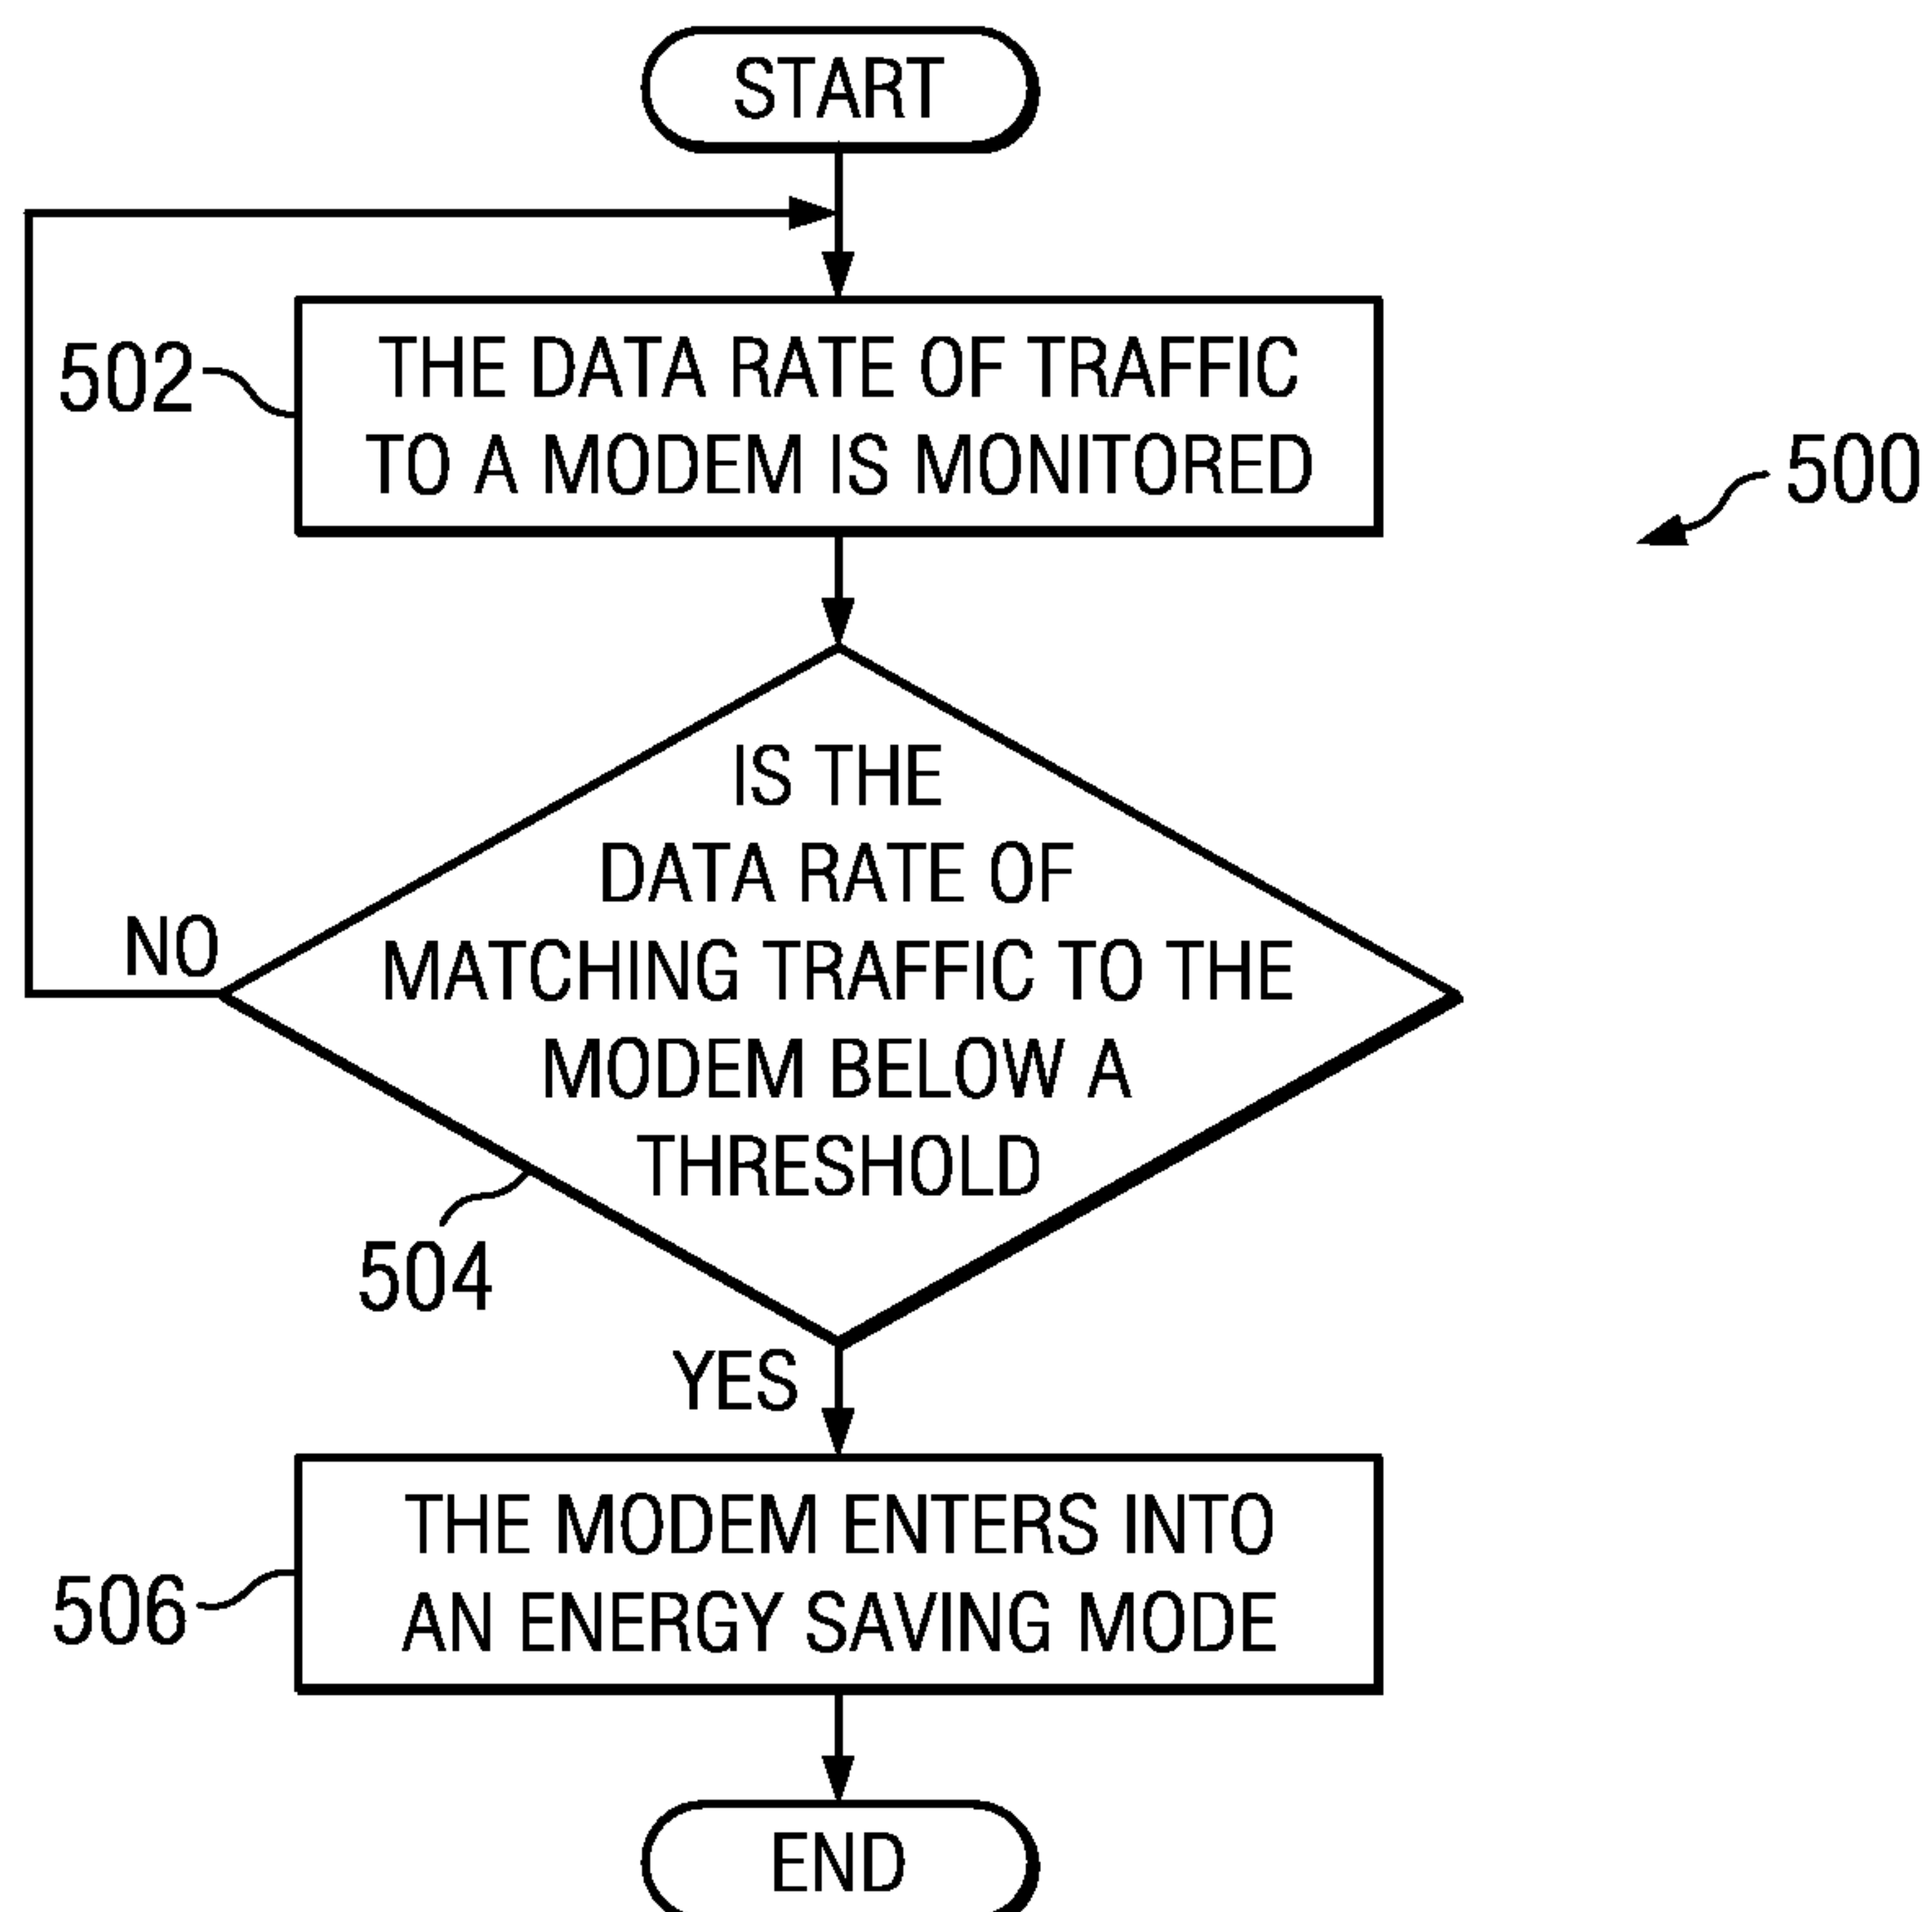 START
502
THE DATA RATE OF TRAFFIC
TO A MODEM IS MONITORED
500
IS THE
DATA RATE OF
MATCHING TRAFFIC TO THE
MODEM BELOW A
THRESHOLD
NO
504
YES
506
THE MODEM ENTERS INTO
AN ENERGY SAVING MODE
END